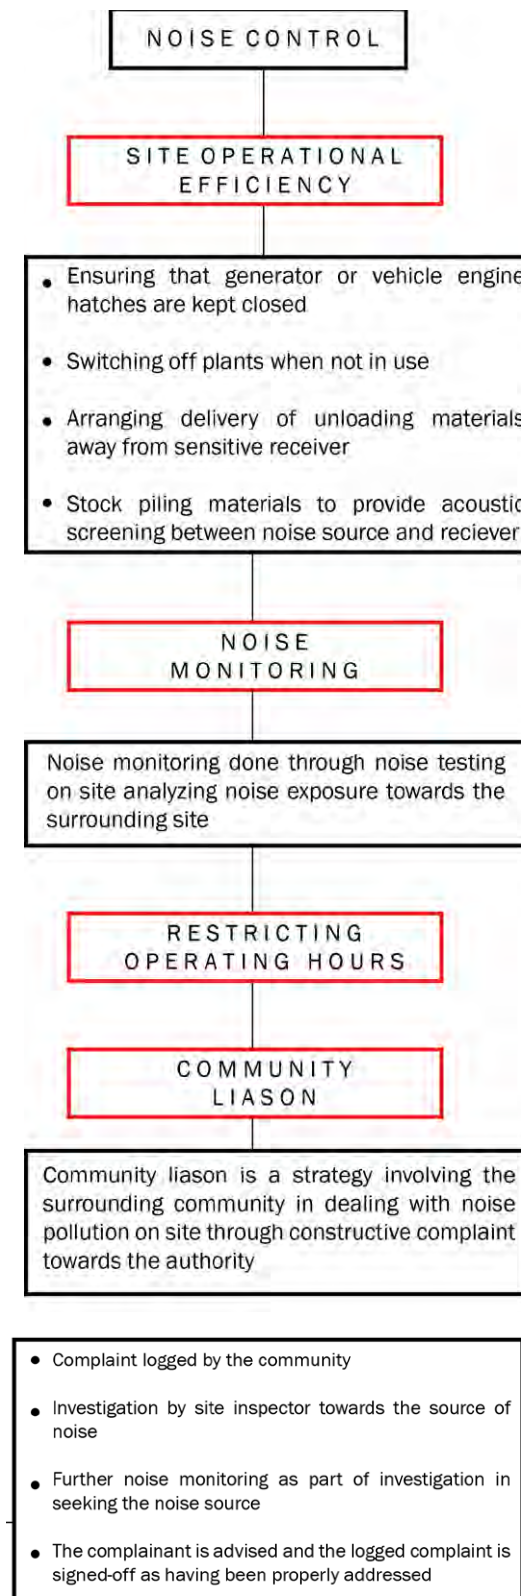 NOISE CONTROL
SITE OPERATIONAL
EFFICIENCY
• Ensuring that generator or vehicle engine
hatches are kept closed
• Switching off plants when not in use
• Arranging delivery of unloading materials
away from sensitive receiver
• Stock piling materials to provide acoustic
screening between noise source and reciever
NOISE
MONITORING
Noise monitoring done through noise testing
on site analyzing noise exposure towards the
surrounding site
RESTRICTING
OPERATING HOURS
COMMUNITY
LIASON
Community liason is a strategy involving the
surrounding community in dealing with noise
pollution on site through constructive complaint
towards the authority
• Complaint logged by the community
• Investigation by site inspector towards the source of
noise
• Further noise monitoring as part of investigation in
seeking the noise source
• The complainant is advised and the logged complaint is
signed-off as having been properly addressed